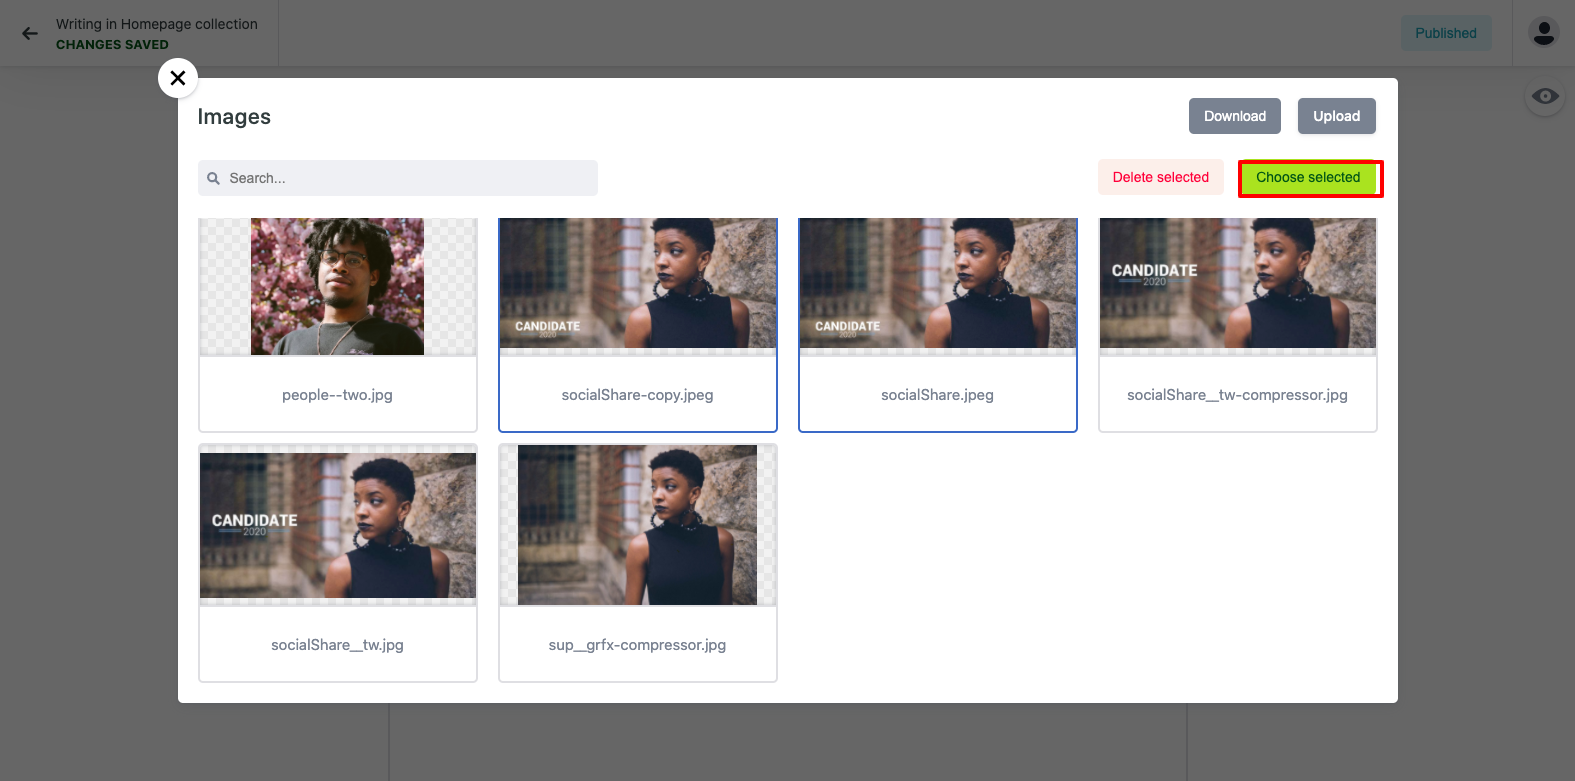 Writing in Homepage collection
CHANGES SAVED
Published
Images
Download
Upload
Search...
Delete selected
Choose selected
CANDIDATE
2020
CANDIDATE
2020
CANDIDATE
2020
people--two.jpg
socialShare-copy.jpeg
socialShare.jpeg
socialShare__tw-compressor.jpg
CANDIDATE
2020
socialShare__tw.jpg
sup__grfx-compressor.jpg